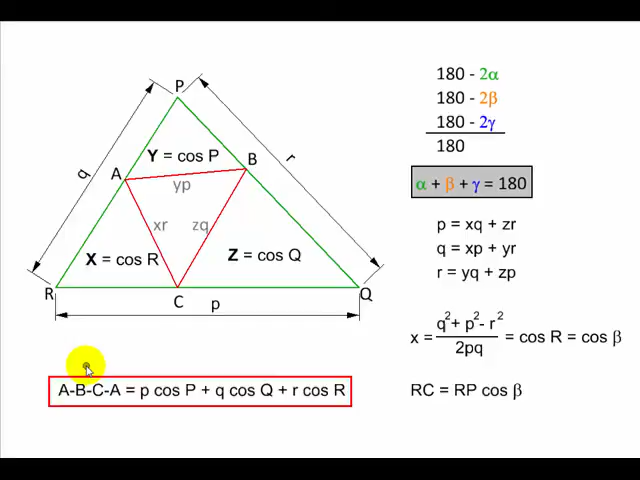 P
q
r
A
B
Y = cos P
yp
xr
zq
X = cos R
Z = cos Q
R
C
Q
p
A-B-C-A = p cos P + q cos Q + r cos R
180 - 2α
180 - 2β
180 - 2γ
180
α + β + γ = 180
p = xq + zr
q = xp + yr
r = yq + zp
x = (q² + p² - r²) / 2pq = cos R = cos β
RC = RP cos β